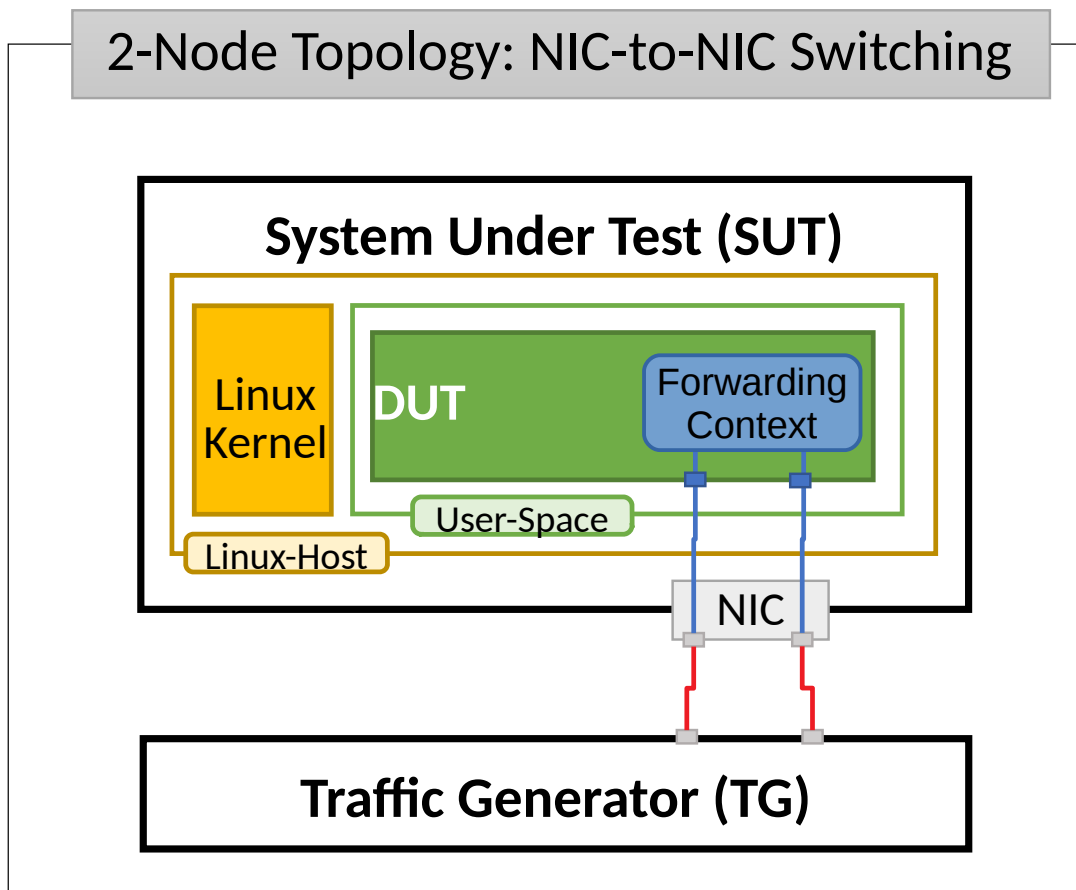 2-Node Topology: NIC-to-NIC Switching
System Under Test (SUT)
Linux
Kernel
DUT
Forwarding
Context
User-Space
Linux-Host
NIC
Traffic Generator (TG)